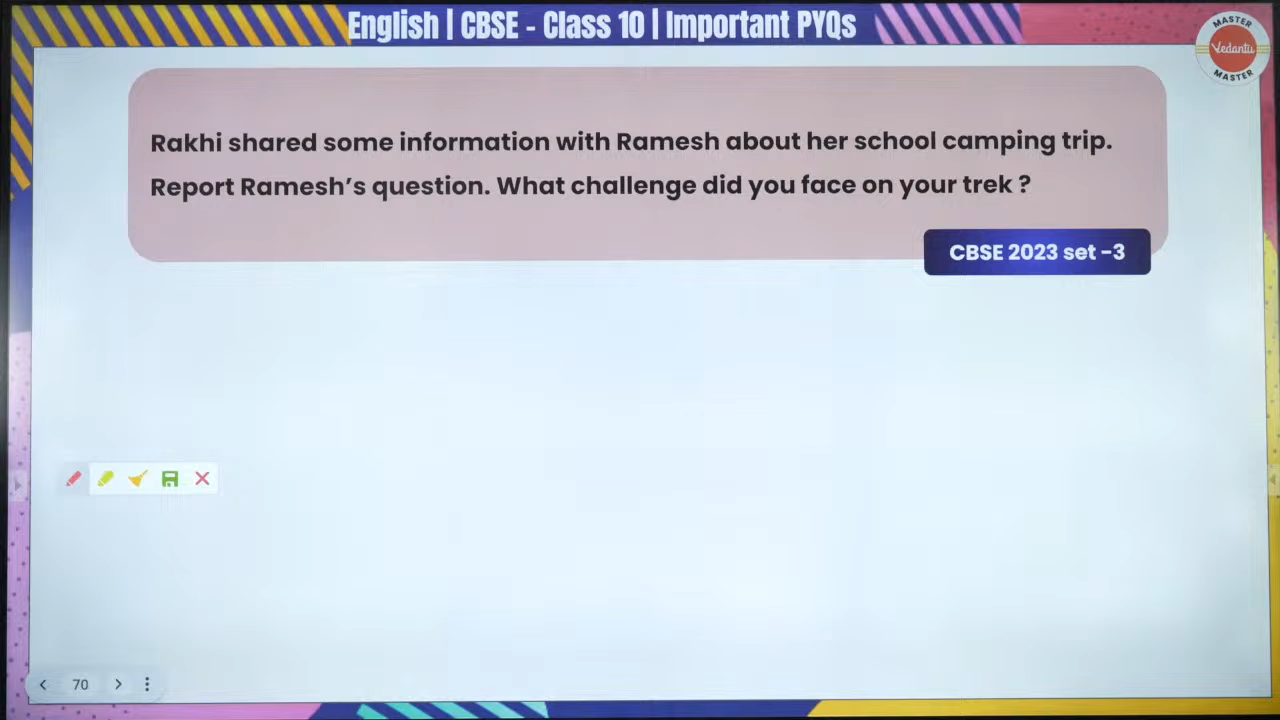 English | CBSE - Class 10 | Important PYQs
MASTER
Vedantu
MASTER
Rakhi shared some information with Ramesh about her school camping trip.
Report Ramesh's question. What challenge did you face on your trek ?
CBSE 2023 set -3
70